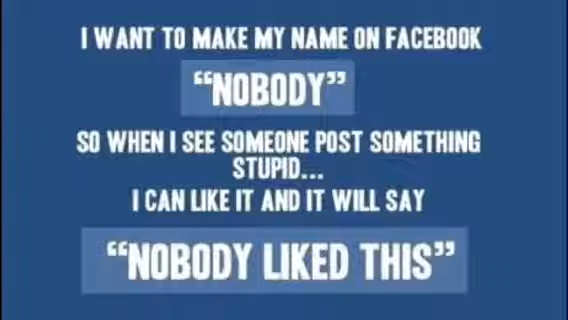 I WANT TO MAKE MY NAME ON FACEBOOK
“NOBODY”
SO WHEN I SEE SOMEONE POST SOMETHING
STUPID...
I CAN LIKE IT AND IT WILL SAY
“NOBODY LIKED THIS”